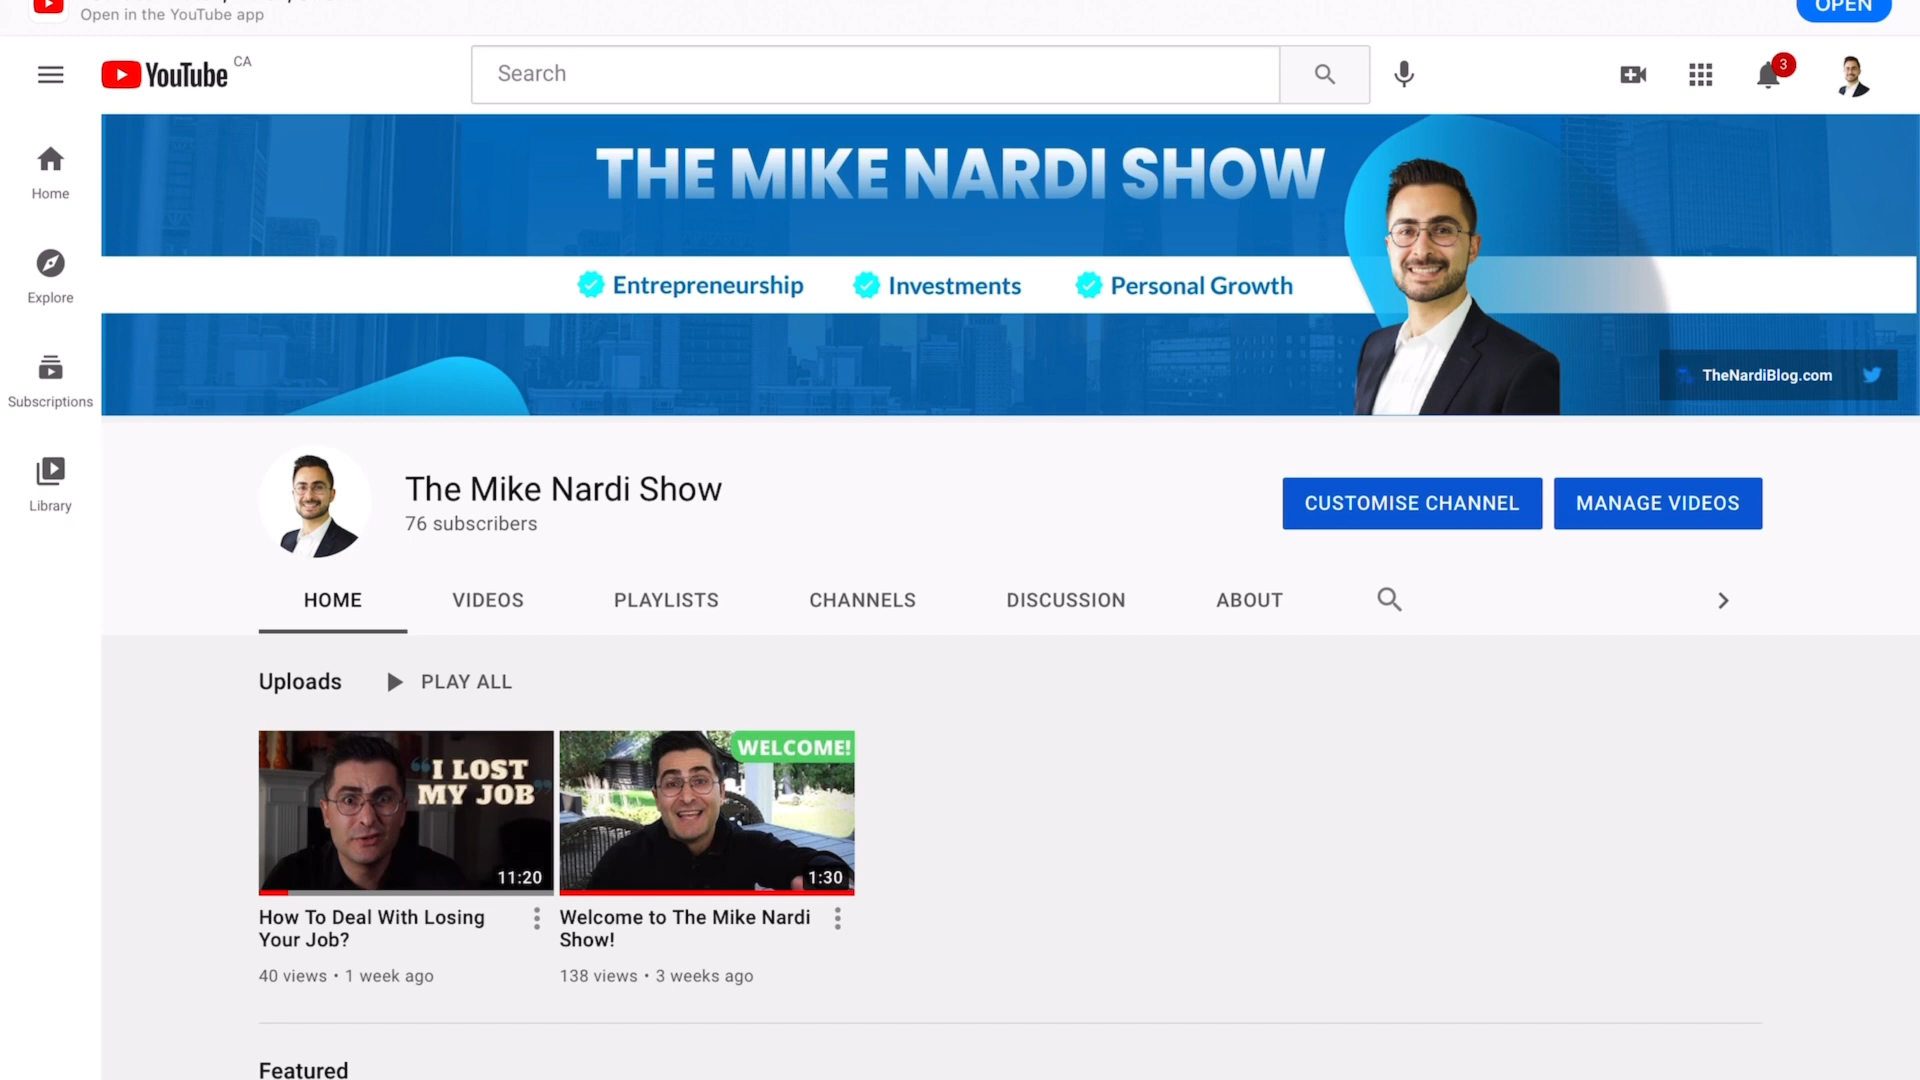 Open in the YouTube app
OPEN
YouTube CA
Search
3
Home
Explore
Subscriptions
Library
THE MIKE NARDI SHOW
Entrepreneurship
Investments
Personal Growth
TheNardiBlog.com
The Mike Nardi Show
76 subscribers
CUSTOMISE CHANNEL
MANAGE VIDEOS
HOME
VIDEOS
PLAYLISTS
CHANNELS
DISCUSSION
ABOUT
Uploads
PLAY ALL
“I LOST
MY JOB”
11:20
WELCOME!
1:30
How To Deal With Losing
Your Job?
40 views • 1 week ago
Welcome to The Mike Nardi
Show!
138 views • 3 weeks ago
Featured